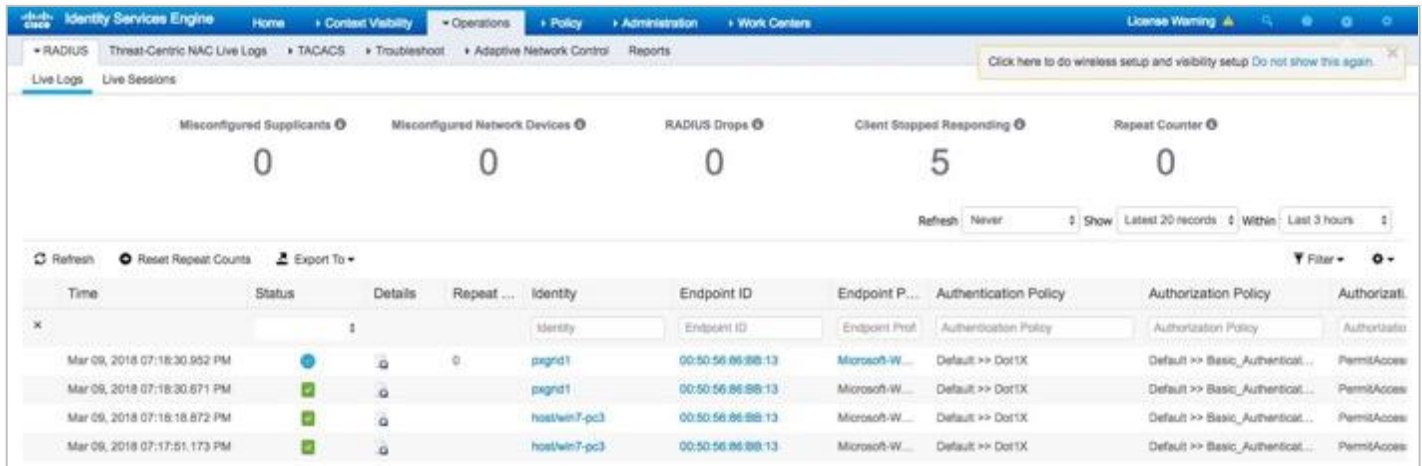 cisco Identity Services Engine Home Context Visibility Operations Policy Administration Work Centers License Warning
RADIUS Threat-Centric NAC Live Logs TACACS Troubleshoot Adaptive Network Control Reports
Click here to do wireless setup and visibility setup Do not show this again.
Live Logs Live Sessions
Misconfigured Supplicants Misconfigured Network Devices RADIUS Drops Client Stopped Responding Repeat Counter
0 0 0 5 0
Refresh Never Show Latest 20 records Within Last 3 hours
Refresh Reset Repeat Counts Export To Filter
Time Status Details Repeat ... Identity Endpoint ID Endpoint P... Authentication Policy Authorization Policy Authorizati.
Identity Endpoint ID Endpoint Prof Authentication Policy Authorization Policy Authorizatio
Mar 09, 2018 07:18:30.952 PM 0 pxgrid1 00:50:56:86:BB:13 Microsoft-W... Default >> Dot1X Default >> Basic_Authenticat... PermitAcces
Mar 09, 2018 07:18:30.671 PM pxgrid1 00:50:56:86:BB:13 Microsoft-W... Default >> Dot1X Default >> Basic_Authenticat... PermitAcces
Mar 09, 2018 07:18:18.872 PM host/win7-pc3 00:50:56:86:BB:13 Microsoft-W... Default >> Dot1X Default >> Basic_Authenticat... PermitAcces
Mar 09, 2018 07:17:51.173 PM host/win7-pc3 00:50:56:86:BB:13 Microsoft-W... Default >> Dot1X Default >> Basic_Authenticat... PermitAcces